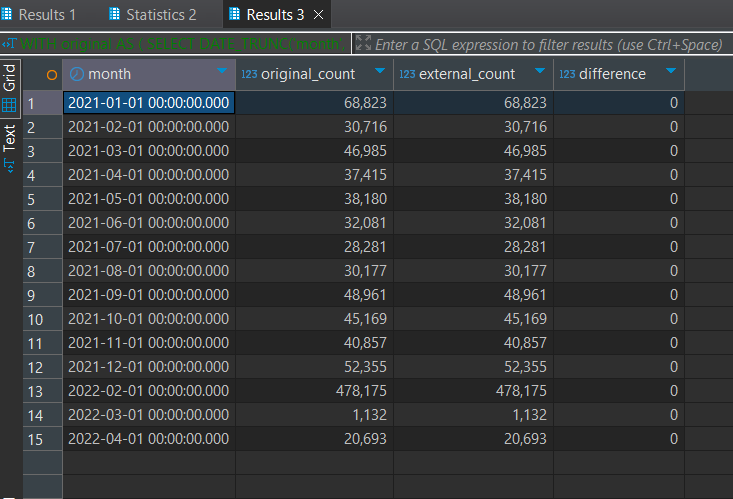 Results 1 Statistics 2 Results 3
WITH original AS ( SELECT DATE_TRUNC('month', Enter a SQL expression to filter results (use Ctrl+Space)
Grid
Text
month 123 original_count 123 external_count 123 difference
1 2021-01-01 00:00:00.000 68,823 68,823 0
2 2021-02-01 00:00:00.000 30,716 30,716 0
3 2021-03-01 00:00:00.000 46,985 46,985 0
4 2021-04-01 00:00:00.000 37,415 37,415 0
5 2021-05-01 00:00:00.000 38,180 38,180 0
6 2021-06-01 00:00:00.000 32,081 32,081 0
7 2021-07-01 00:00:00.000 28,281 28,281 0
8 2021-08-01 00:00:00.000 30,177 30,177 0
9 2021-09-01 00:00:00.000 48,961 48,961 0
10 2021-10-01 00:00:00.000 45,169 45,169 0
11 2021-11-01 00:00:00.000 40,857 40,857 0
12 2021-12-01 00:00:00.000 52,355 52,355 0
13 2022-02-01 00:00:00.000 478,175 478,175 0
14 2022-03-01 00:00:00.000 1,132 1,132 0
15 2022-04-01 00:00:00.000 20,693 20,693 0